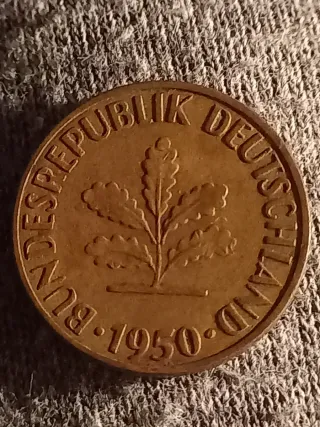 BUNDESREPUBLIK DEUTSCHLAND
· 1950 ·